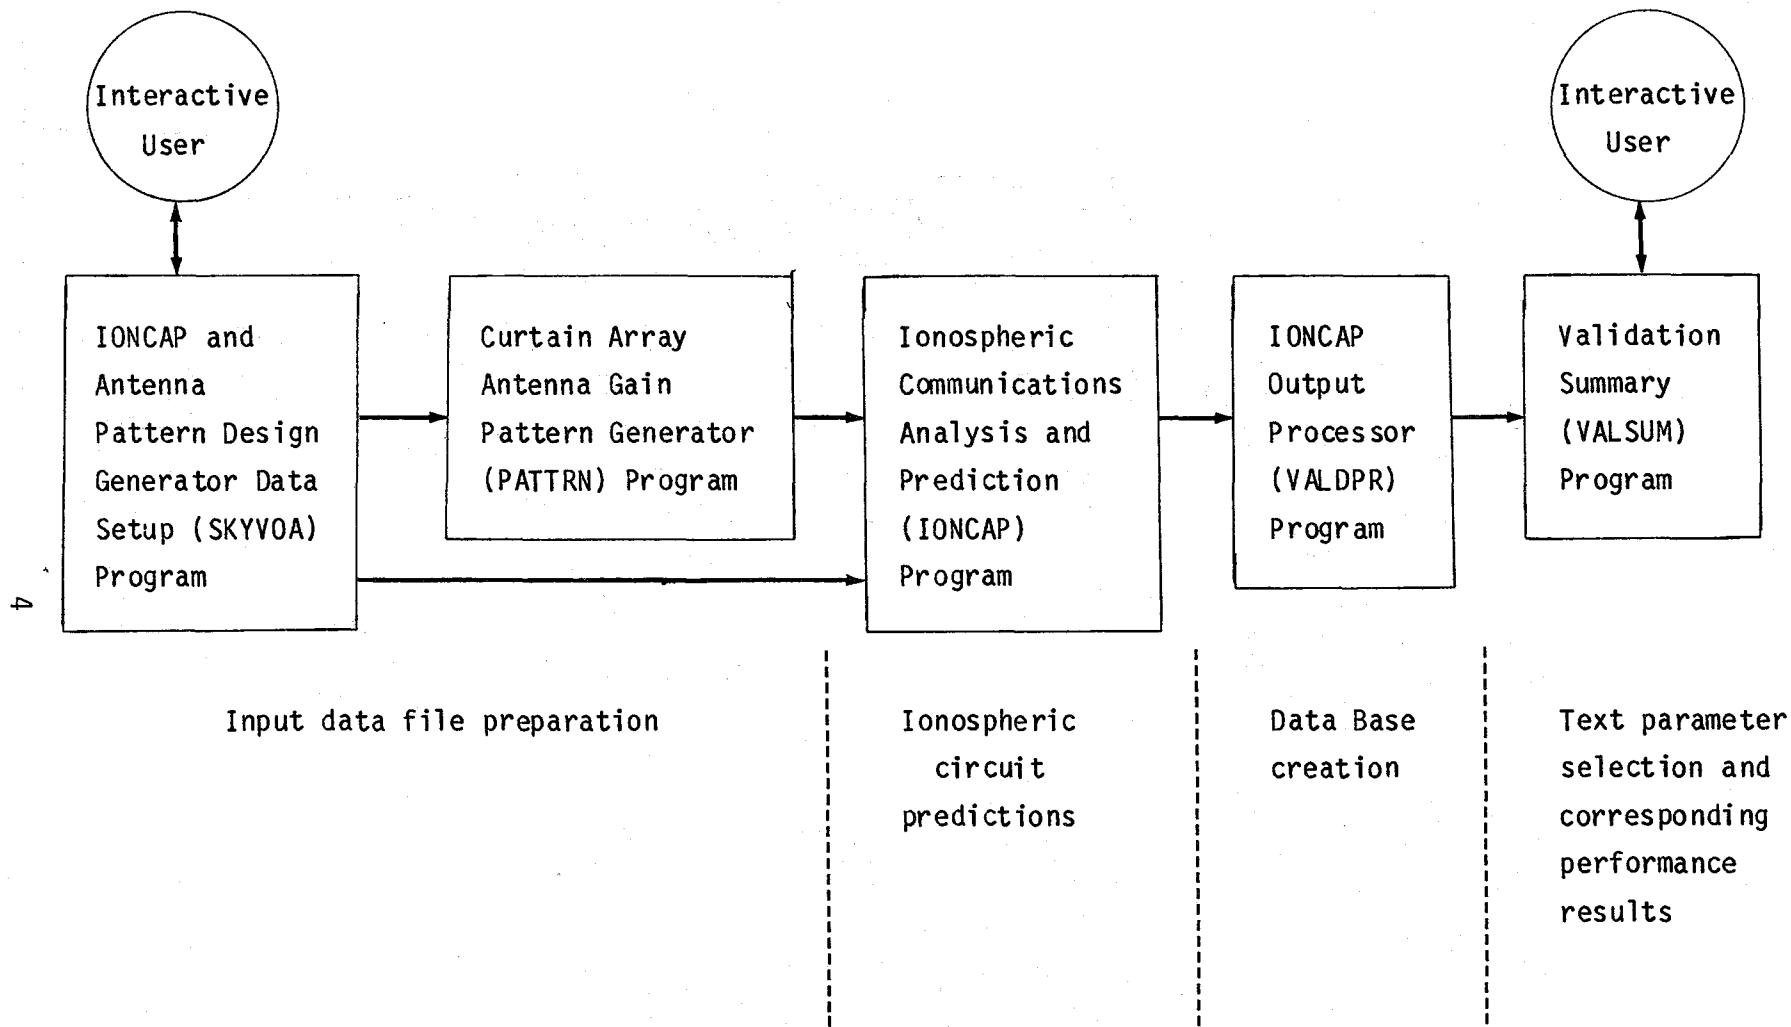 Interactive
User
Interactive
User
IONCAP and
Antenna
Pattern Design
Generator Data
Setup (SKYVOA)
Program
Curtain Array
Antenna Gain
Pattern Generator
(PATTRN) Program
Ionospheric
Communications
Analysis and
Prediction
(IONCAP)
Program
IONCAP
Output
Processor
(VALDPR)
Program
Validation
Summary
(VALSUM)
Program
4
Input data file preparation
Ionospheric
circuit
predictions
Data Base
creation
Text parameter
selection and
corresponding
performance
results